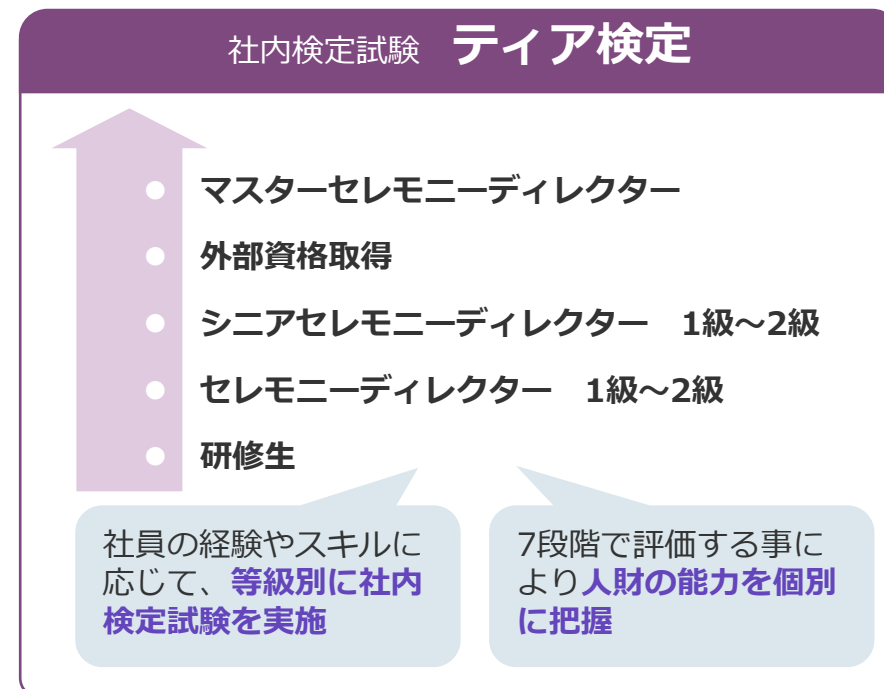 社内検定試験 ティア検定
マスターセレモニーディレクター
外部資格取得
シニアセレモニーディレクター 1級～2級
セレモニーディレクター 1級～2級
研修生
社員の経験やスキルに
応じて、等級別に社内
検定試験を実施
7段階で評価する事に
より人財の能力を個別
に把握